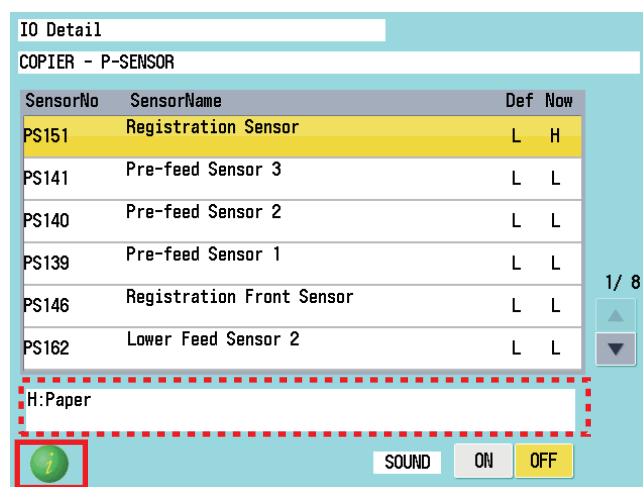 IO Detail
COPIER - P-SENSOR
SensorNo SensorName Def Now
PS151 Registration Sensor L H
PS141 Pre-feed Sensor 3 L L
PS140 Pre-feed Sensor 2 L L
PS139 Pre-feed Sensor 1 L L
1/ 8
PS146 Registration Front Sensor L L
PS162 Lower Feed Sensor 2 L L
H:Paper
i SOUND ON OFF